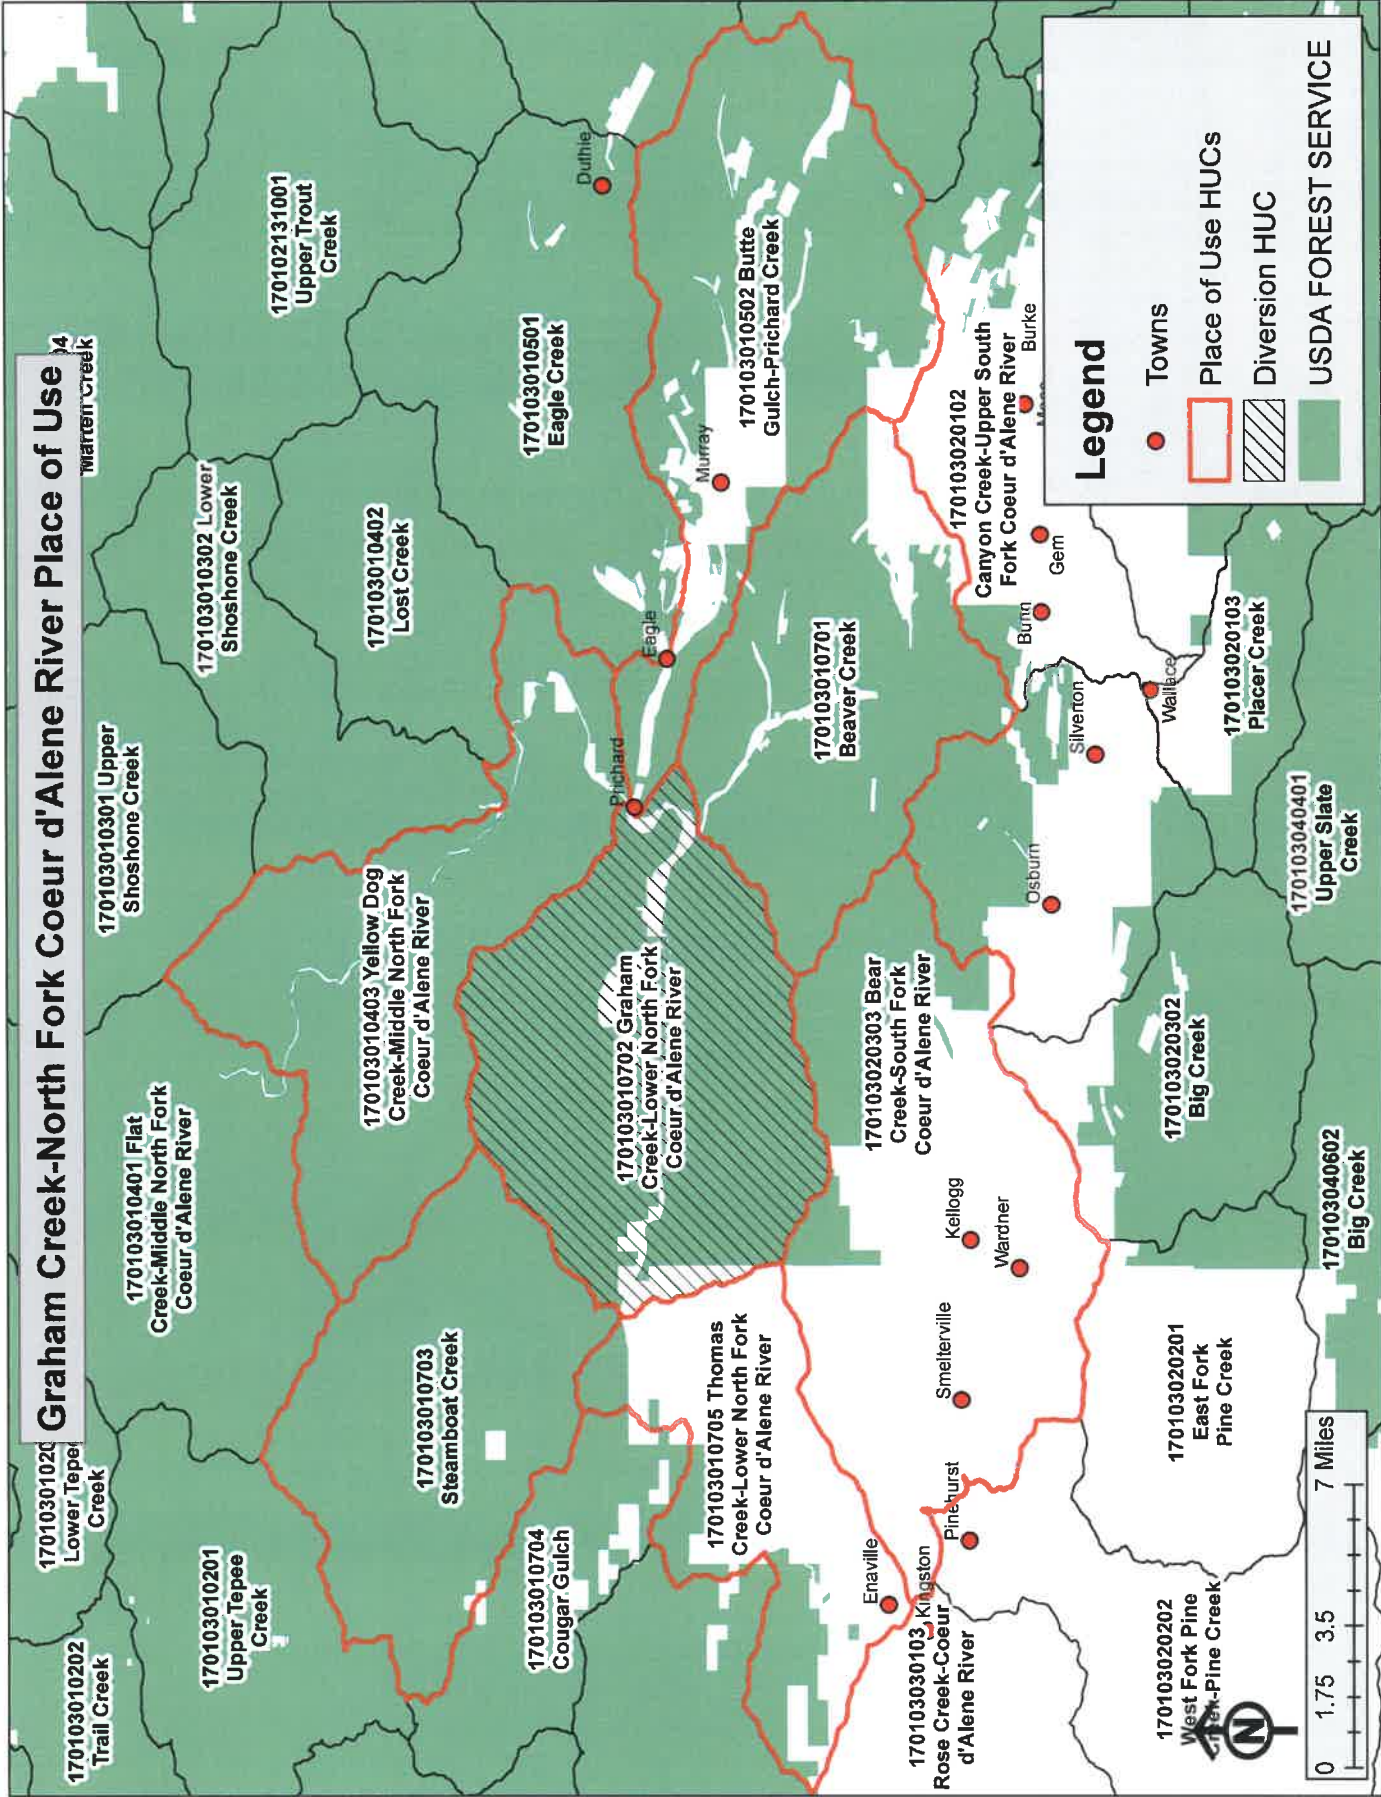 Graham Creek-North Fork Coeur d'Alene River Place of Use
170103010202
Trail Creek
Lower Tepee
Creek
170103010201
Upper Tepee
Creek
170103010401 Flat
Creek-Middle North Fork
Coeur d'Alene River
170103010301 Upper
Shoshone Creek
170103010302 Lower
Shoshone Creek
Marten Creek
170102131001
Upper Trout
Creek
170103010402
Lost Creek
170103010403 Yellow Dog
Creek-Middle North Fork
Coeur d'Alene River
170103010703
Steamboat Creek
170103010704
Cougar Gulch
170103010501
Eagle Creek
Duthie
Prichard
Eagle
Murray
170103010502 Butte
Gulch-Prichard Creek
170103010702 Graham
Creek-Lower North Fork
Coeur d'Alene River
170103010705 Thomas
Creek-Lower North Fork
Coeur d'Alene River
170103010701
Beaver Creek
170103020303 Bear
Creek-South Fork
Coeur d'Alene River
170103020102
Canyon Creek-Upper South
Fork Coeur d'Alene River
Burke
Gem
Bunn
Silverton
Wallace
Osburn
Kellogg
Wardner
Smelterville
Pinehurst
Enaville
Kingston
170103030103
Rose Creek-Coeur
d'Alene River
170103020202
West Fork Pine
Creek-Pine Creek
170103020201
East Fork
Pine Creek
170103020302
Big Creek
170103020103
Placer Creek
170103040401
Upper Slate
Creek
170103040602
Big Creek
N
0 1.75 3.5 7 Miles
Legend
Towns
Place of Use HUCs
Diversion HUC
USDA FOREST SERVICE